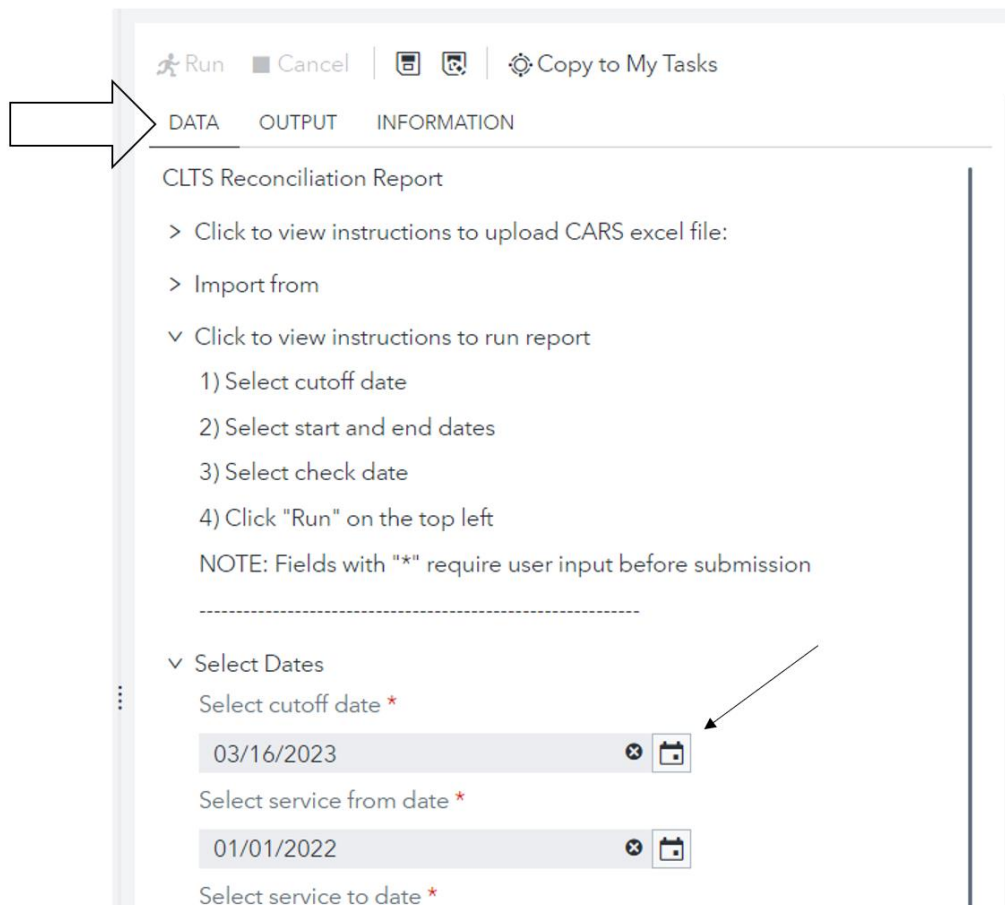 Run Cancel Copy to My Tasks
DATA OUTPUT INFORMATION
CLTS Reconciliation Report
> Click to view instructions to upload CARS excel file:
> Import from
Click to view instructions to run report
1) Select cutoff date
2) Select start and end dates
3) Select check date
4) Click "Run" on the top left
NOTE: Fields with "*" require user input before submission
------------------------------------------------------------
Select Dates
Select cutoff date *
03/16/2023
Select service from date *
01/01/2022
Select service to date *